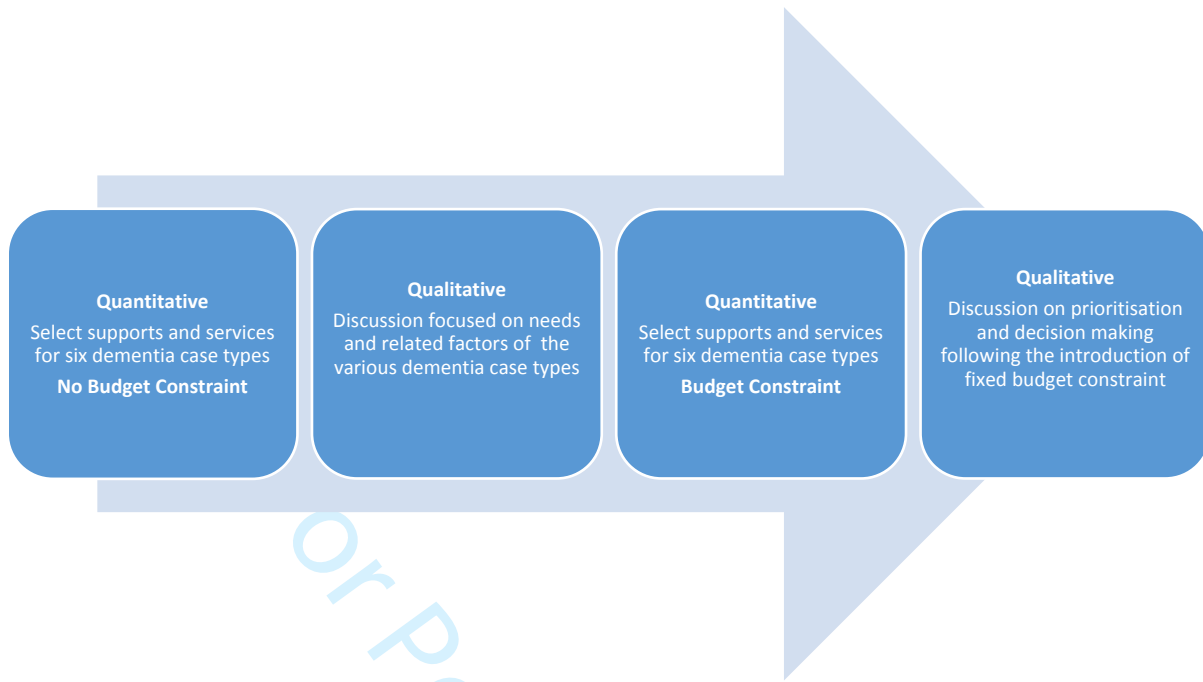 Quantitative
Select supports and services
for six dementia case types
No Budget Constraint
Qualitative
Discussion focused on needs
and related factors of the
various dementia case types
Quantitative
Select supports and services
for six dementia case types
Budget Constraint
Qualitative
Discussion on prioritisation
and decision making
following the introduction of
fixed budget constraint
or Pe